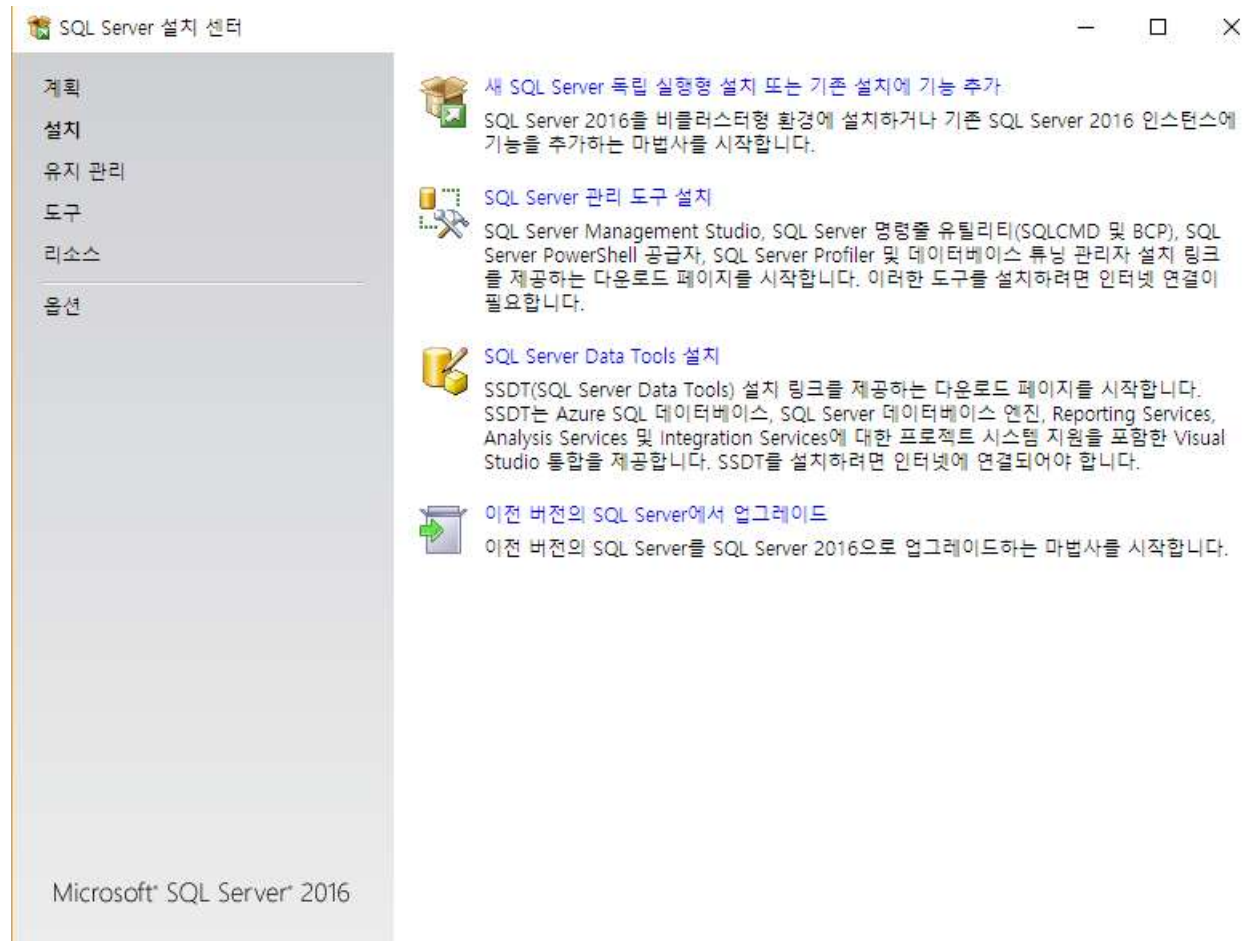 SQL Server 설치 센터
계획
설치
유지 관리
도구
리소스
옵션
Microsoft® SQL Server® 2016
새 SQL Server 독립 실행형 설치 또는 기존 설치에 기능 추가
SQL Server 2016을 비클러스터형 환경에 설치하거나 기존 SQL Server 2016 인스턴스에
기능을 추가하는 마법사를 시작합니다.
SQL Server 관리 도구 설치
SQL Server Management Studio, SQL Server 명령줄 유틸리티(SQLCMD 및 BCP), SQL
Server PowerShell 공급자, SQL Server Profiler 및 데이터베이스 튜닝 관리자 설치 링크
를 제공하는 다운로드 페이지를 시작합니다. 이러한 도구를 설치하려면 인터넷 연결이
필요합니다.
SQL Server Data Tools 설치
SSDT(SQL Server Data Tools) 설치 링크를 제공하는 다운로드 페이지를 시작합니다.
SSDT는 Azure SQL 데이터베이스, SQL Server 데이터베이스 엔진, Reporting Services,
Analysis Services 및 Integration Services에 대한 프로젝트 시스템 지원을 포함한 Visual
Studio 통합을 제공합니다. SSDT를 설치하려면 인터넷에 연결되어야 합니다.
이전 버전의 SQL Server에서 업그레이드
이전 버전의 SQL Server를 SQL Server 2016으로 업그레이드하는 마법사를 시작합니다.